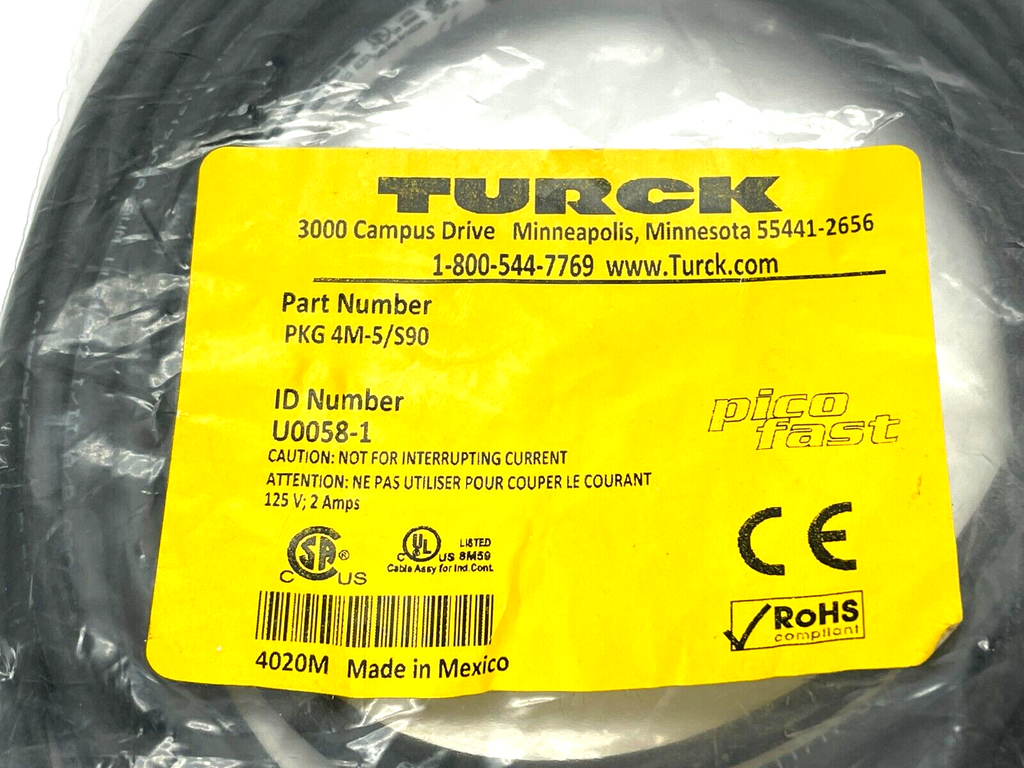 TURCK
3000 Campus Drive Minneapolis, Minnesota 55441-2656
1-800-544-7769 www.Turck.com
Part Number
PKG 4M-5/S90
ID Number
U0058-1
pico
fast
CAUTION: NOT FOR INTERRUPTING CURRENT
ATTENTION: NE PAS UTILISER POUR COUPER LE COURANT
125 V; 2 Amps
CE
C SA ® US
C UL US LISTED 8M59
Cable Assy for Ind.Cont.
RoHS
compliant
4020M Made in Mexico